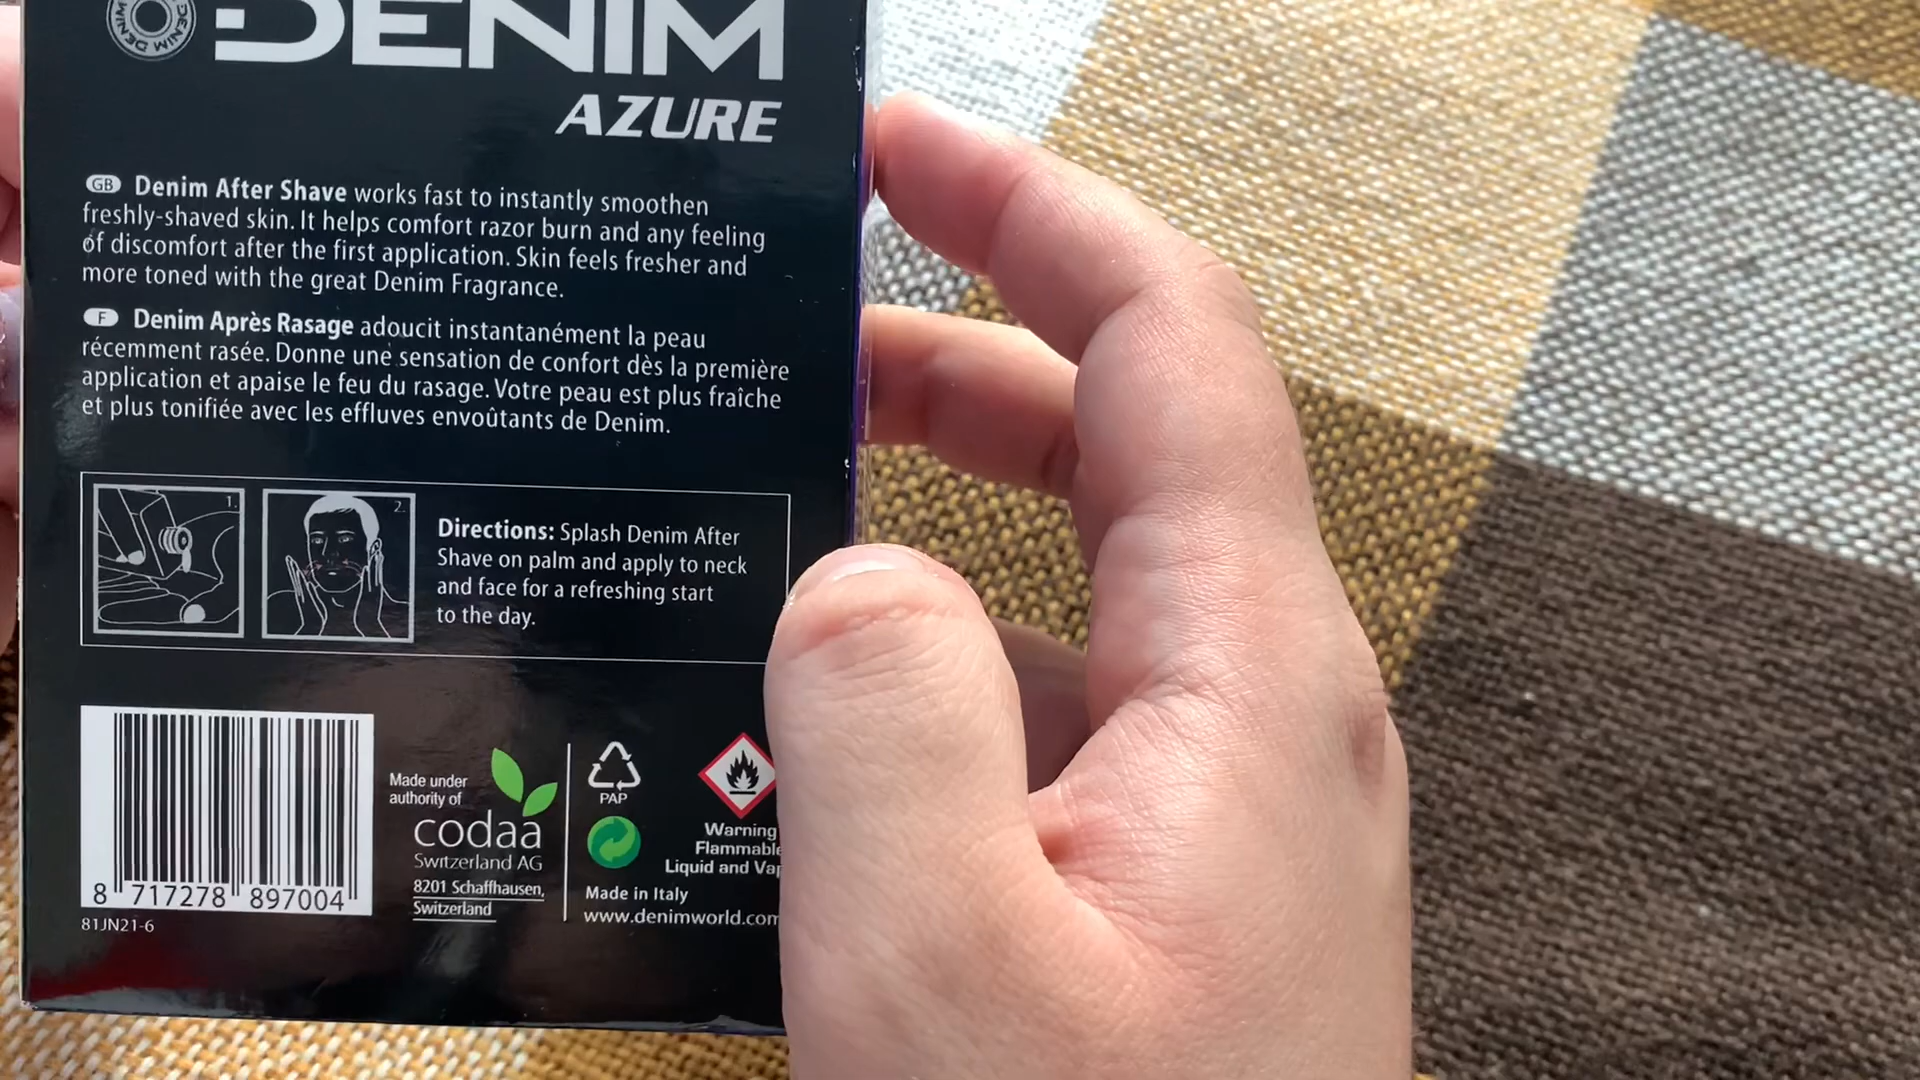 DENIM
AZURE
GB Denim After Shave works fast to instantly smoothen
freshly-shaved skin. It helps comfort razor burn and any feeling
of discomfort after the first application. Skin feels fresher and
more toned with the great Denim Fragrance.
F Denim Après Rasage adoucit instantanément la peau
récemment rasée. Donne une sensation de confort dès la première
application et apaise le feu du rasage. Votre peau est plus fraîche
et plus tonifiée avec les effluves envoûtants de Denim.
1.
2.
Directions: Splash Denim After
Shave on palm and apply to neck
and face for a refreshing start
to the day.
8 717278 897004
81JN21-6
Made under
authority of
codaa
Switzerland AG
8201 Schaffhausen,
Switzerland
PAP
Made in Italy
www.denimworld.com
Warning
Flammable
Liquid and